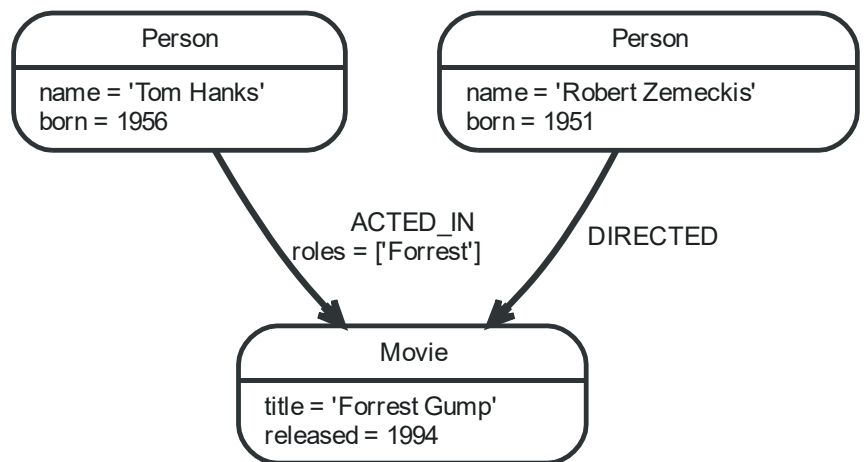 Person
name = 'Tom Hanks'
born = 1956
Person
name = 'Robert Zemeckis'
born = 1951
ACTED_IN
roles = ['Forrest']
DIRECTED
Movie
title = 'Forrest Gump'
released = 1994